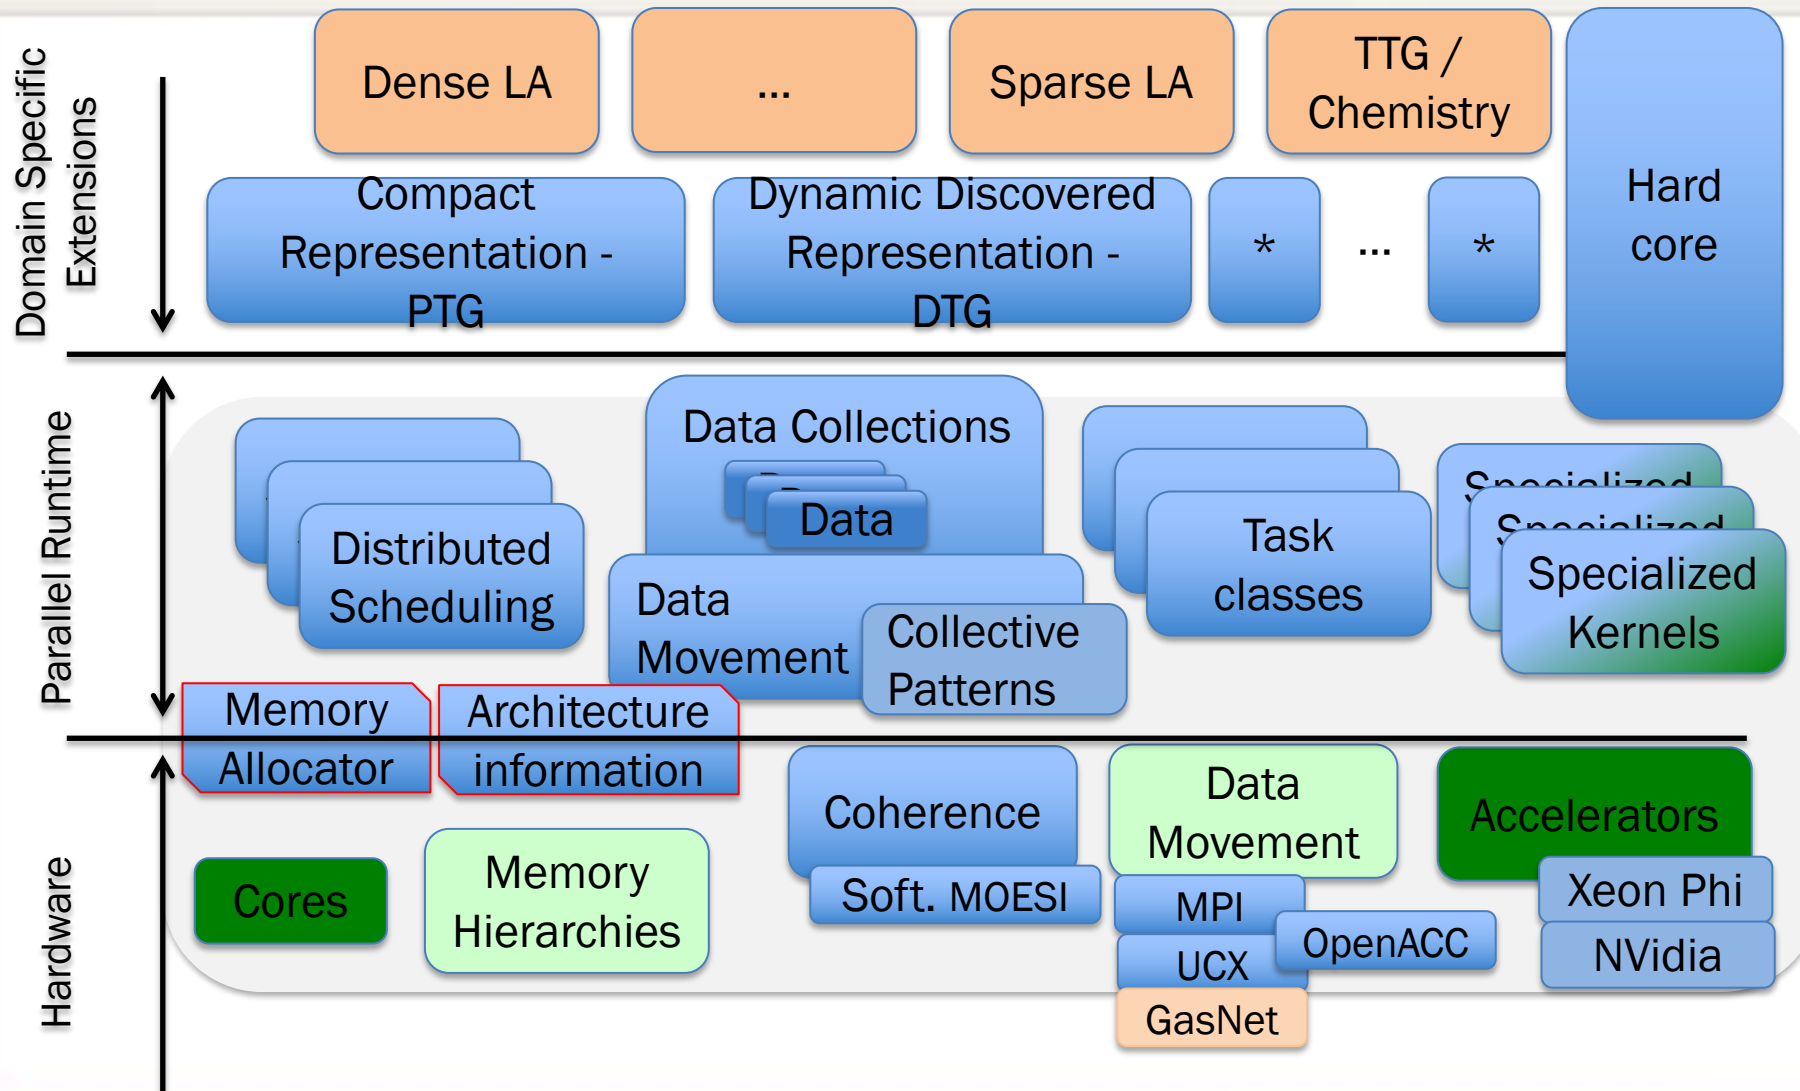 Domain Specific
Extensions
Dense LA
...
Sparse LA
TTG /
Chemistry
Hard
core
Compact
Representation -
PTG
Dynamic Discovered
Representation -
DTG
*
...
*
Parallel Runtime
Distributed
Scheduling
Data Collections
Data
Data
Movement
Collective
Patterns
Task
classes
Specialized
Specialized
Specialized
Kernels
Memory
Allocator
Architecture
information
Hardware
Cores
Memory
Hierarchies
Coherence
Soft. MOESI
Data
Movement
MPI
UCX
GasNet
OpenACC
Accelerators
Xeon Phi
NVidia